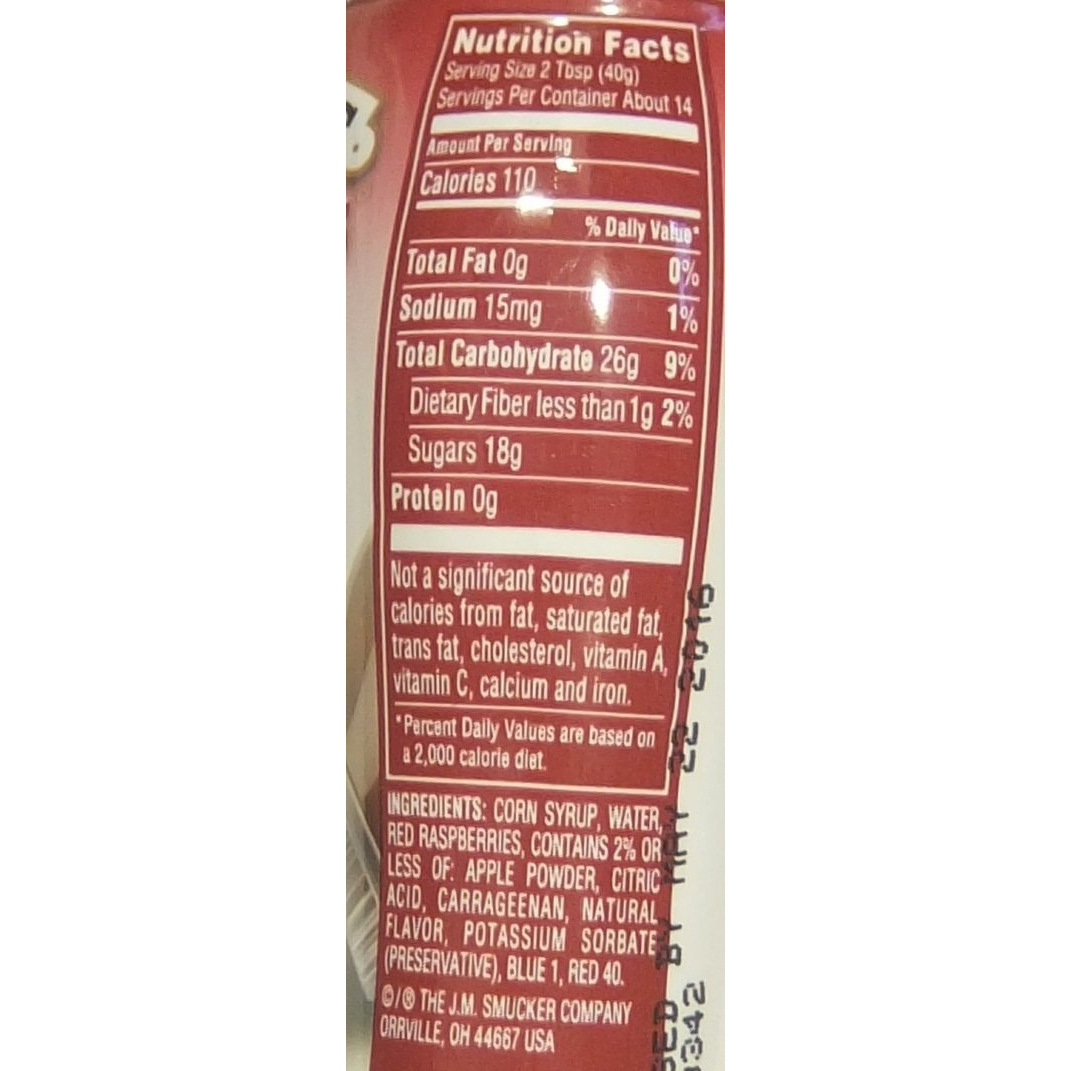 Nutrition Facts
Serving Size 2 Tbsp (40g)
Servings Per Container About 14
Amount Per Serving
Calories 110
% Daily Value*
Total Fat 0g 0%
Sodium 15mg 1%
Total Carbohydrate 26g 9%
Dietary Fiber less than 1g 2%
Sugars 18g
Protein 0g
Not a significant source of
calories from fat, saturated fat,
trans fat, cholesterol, vitamin A,
vitamin C, calcium and iron.
*Percent Daily Values are based on
a 2,000 calorie diet.
INGREDIENTS: CORN SYRUP, WATER,
RED RASPBERRIES, CONTAINS 2% OR
LESS OF: APPLE POWDER, CITRIC
ACID, CARRAGEENAN, NATURAL
FLAVOR, POTASSIUM SORBATE
(PRESERVATIVE), BLUE 1, RED 40.
©/® THE J.M. SMUCKER COMPANY
ORRVILLE, OH 44667 USA
BY MAY 22 2016